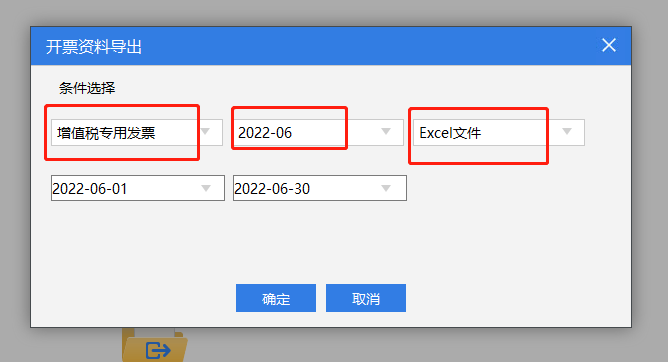 开票资料导出
条件选择
增值税专用发票 2022-06 Excel文件
2022-06-01 2022-06-30
确定 取消